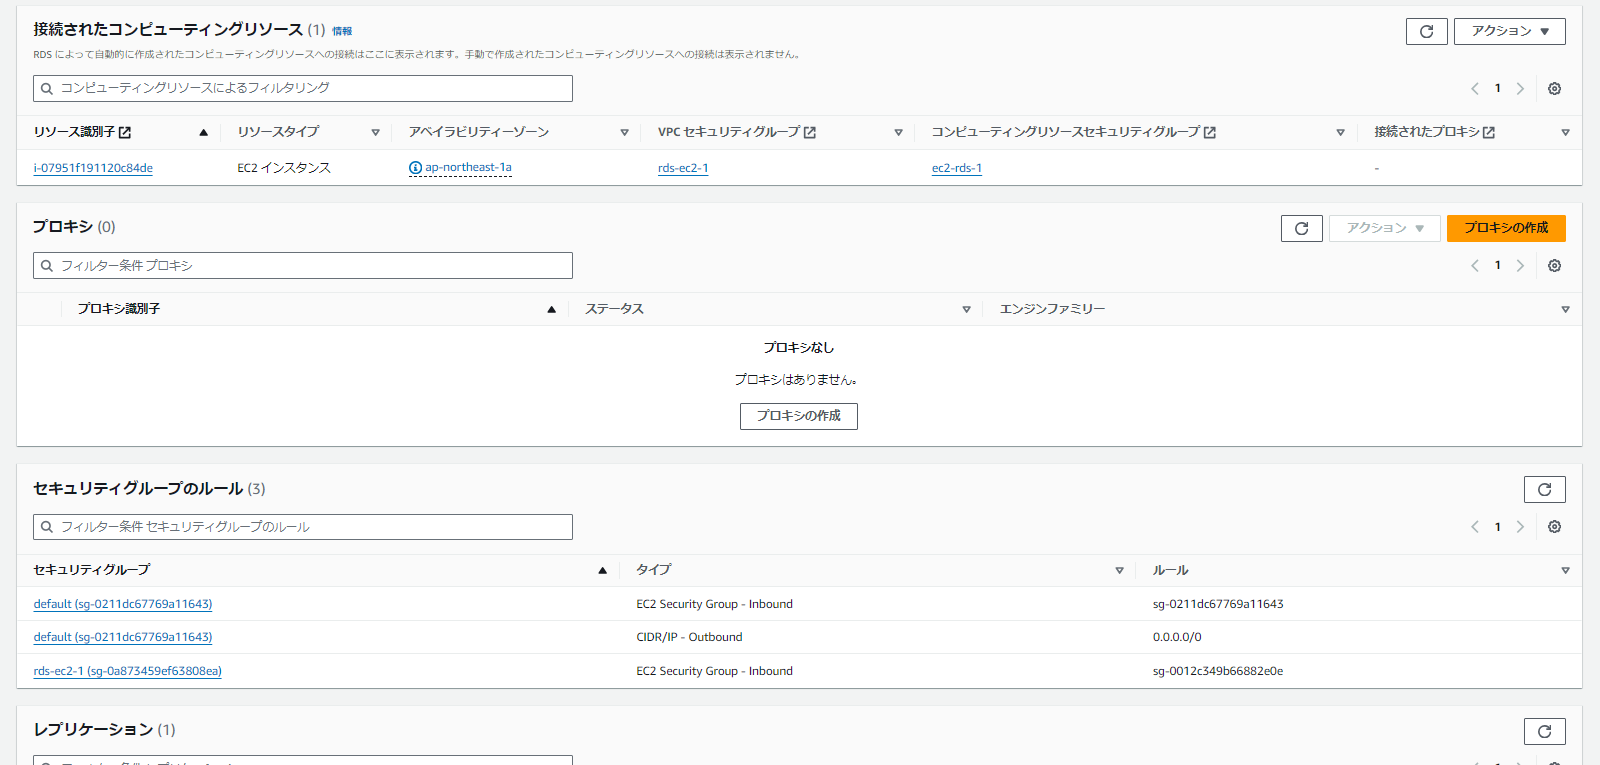 接続されたコンピューティングリソース (1) 情報
アクション
RDS によって自動的に作成されたコンピューティングリソースへの接続はここに表示されます。手動で作成されたコンピューティングリソースへの接続は表示されません。
コンピューティングリソースによるフィルタリング
1
リソース識別子 リソースタイプ アベイラビリティーゾーン VPC セキュリティグループ コンピューティングリソースセキュリティグループ 接続されたプロキシ
i-07951f191120c84de EC2 インスタンス ap-northeast-1a rds-ec2-1 ec2-rds-1 -
プロキシ (0) アクション プロキシの作成
フィルター条件 プロキシ
1
プロキシ識別子 ステータス エンジンファミリー
プロキシなし
プロキシはありません。
プロキシの作成
セキュリティグループのルール (3)
フィルター条件 セキュリティグループのルール
1
セキュリティグループ タイプ ルール
default (sg-0211dc67769a11643) EC2 Security Group - Inbound sg-0211dc67769a11643
default (sg-0211dc67769a11643) CIDR/IP - Outbound 0.0.0.0/0
rds-ec2-1 (sg-0a873459ef63808ea) EC2 Security Group - Inbound sg-0012c349b66882e0e
レプリケーション (1)